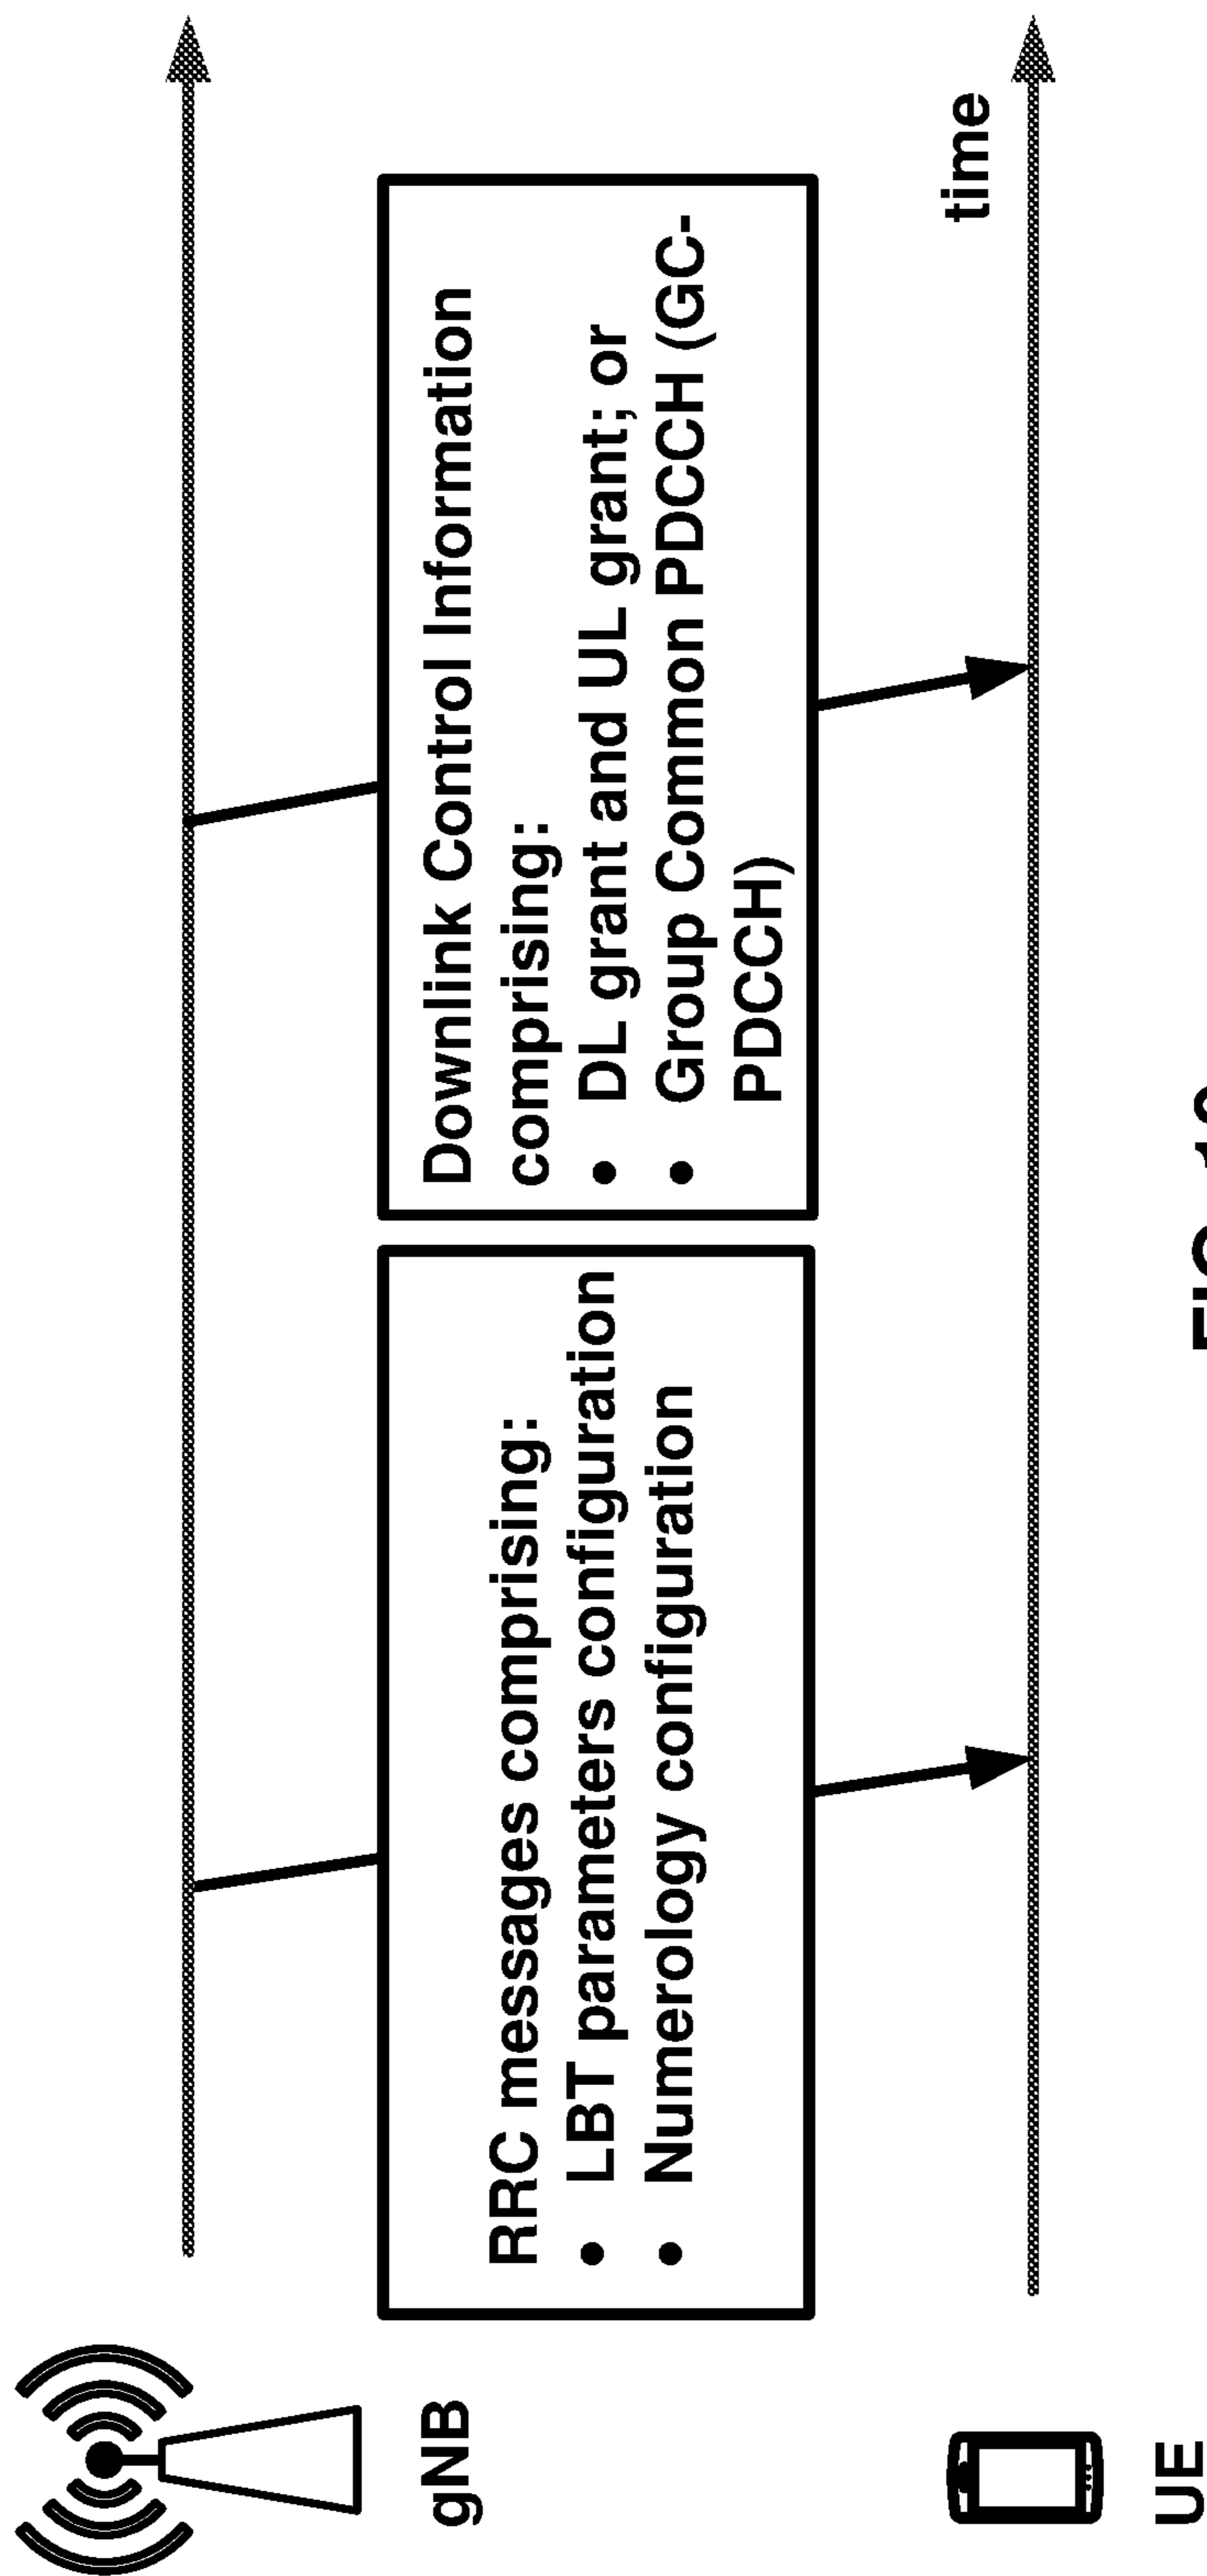 gNB
RRC messages comprising:
• LBT parameters configuration
• Numerology configuration
Downlink Control Information
comprising:
• DL grant and UL grant; or
• Group Common PDCCH (GC-
PDCCH)
time
UE
FIG.